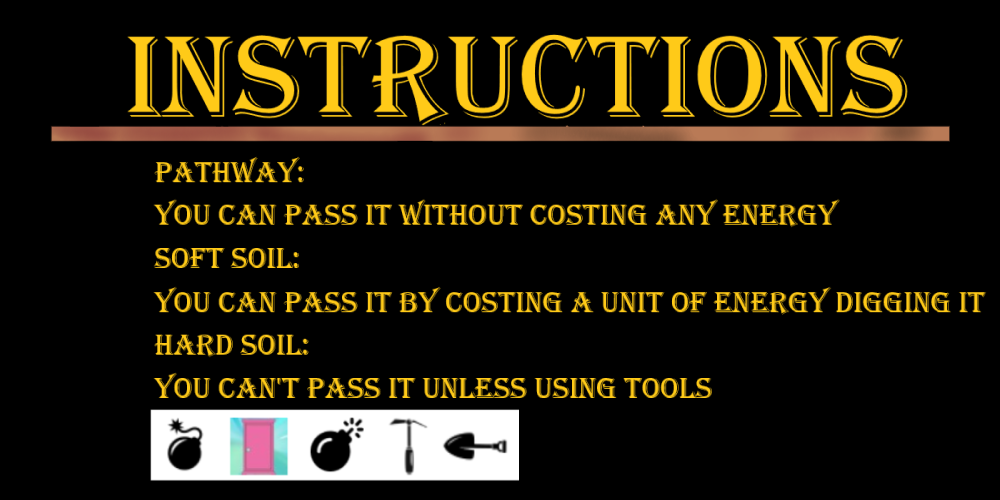 INSTRUCTIONS
PATHWAY:
YOU CAN PASS IT WITHOUT COSTING ANY ENERGY
SOFT SOIL:
YOU CAN PASS IT BY COSTING A UNIT OF ENERGY DIGGING IT
HARD SOIL:
YOU CAN'T PASS IT UNLESS USING TOOLS